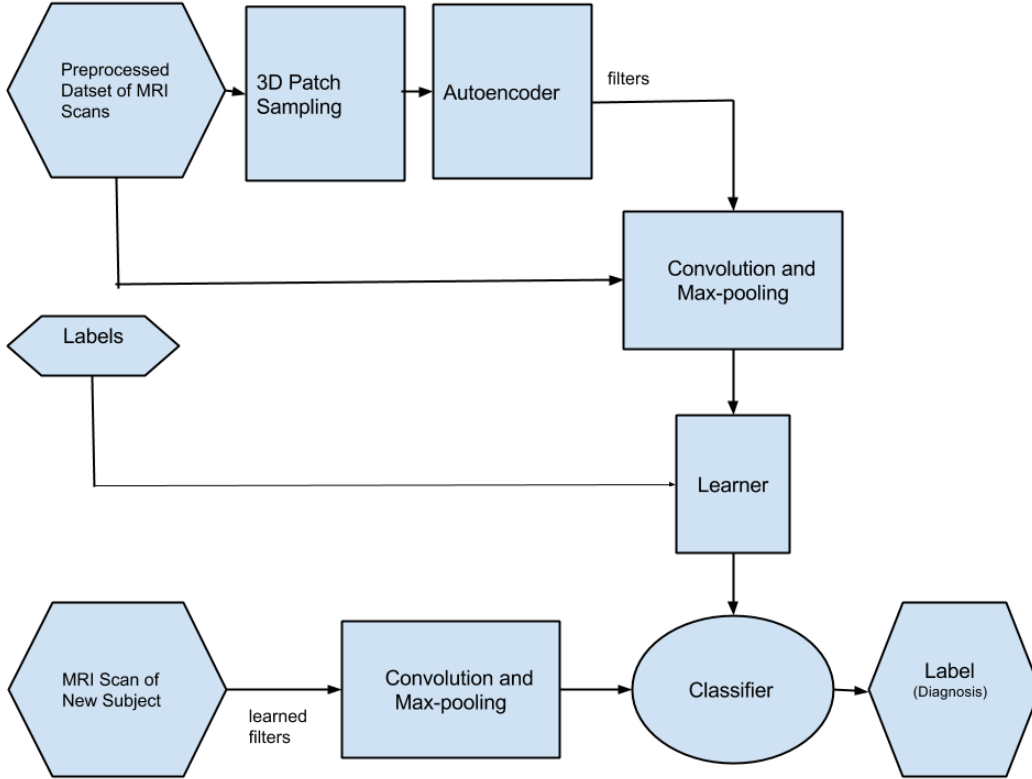 Preprocessed
Datset of MRI
Scans
3D Patch
Sampling
Autoencoder
filters
Convolution and
Max-pooling
Labels
Learner
MRI Scan of
New Subject
learned
filters
Convolution and
Max-pooling
Classifier
Label
(Diagnosis)